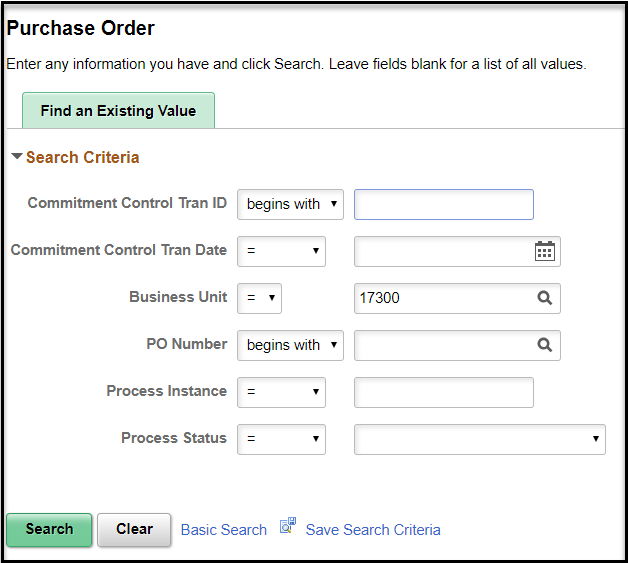 Purchase Order
Enter any information you have and click Search. Leave fields blank for a list of all values.
Find an Existing Value
Search Criteria
Commitment Control Tran ID begins with
Commitment Control Tran Date =
Business Unit = 17300
PO Number begins with
Process Instance =
Process Status =
Search Clear Basic Search Save Search Criteria